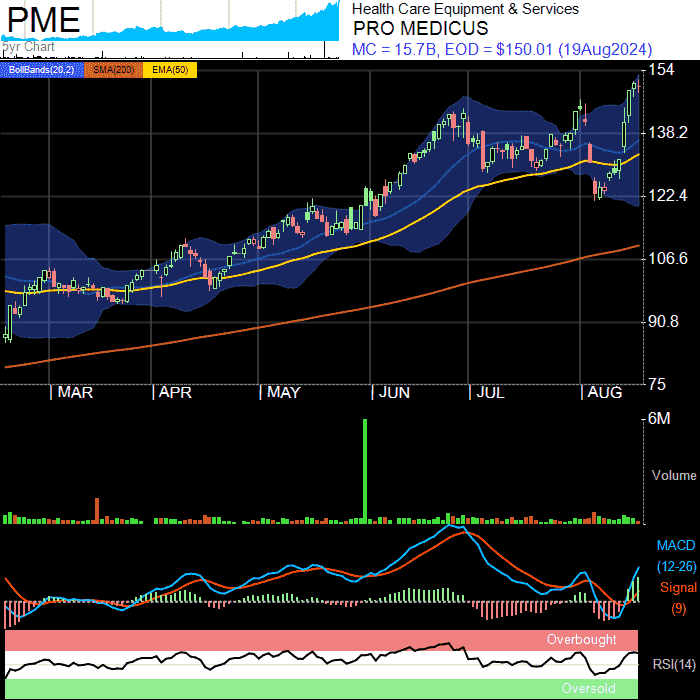 PME
5yr Chart
Health Care Equipment & Services
PRO MEDICUS
MC = 15.7B, EOD = $150.01 (19Aug2024)
BollBands(20,2) SMA(200) EMA(50)
154
138.2
122.4
106.6
90.8
75
MAR APR MAY JUN JUL AUG
6M
Volume
MACD
(12-26)
Signal
(9)
Overbought
RSI(14)
Oversold